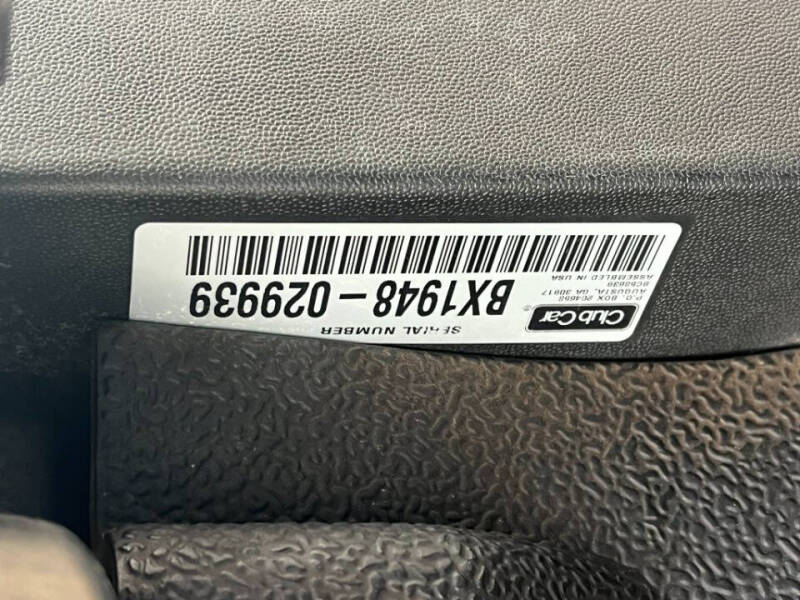 SERIAL NUMBER
BX1948-029939
Club Car®
P.O. BOX 204658
AUGUSTA, GA 30917
ASSEMBLED IN USA